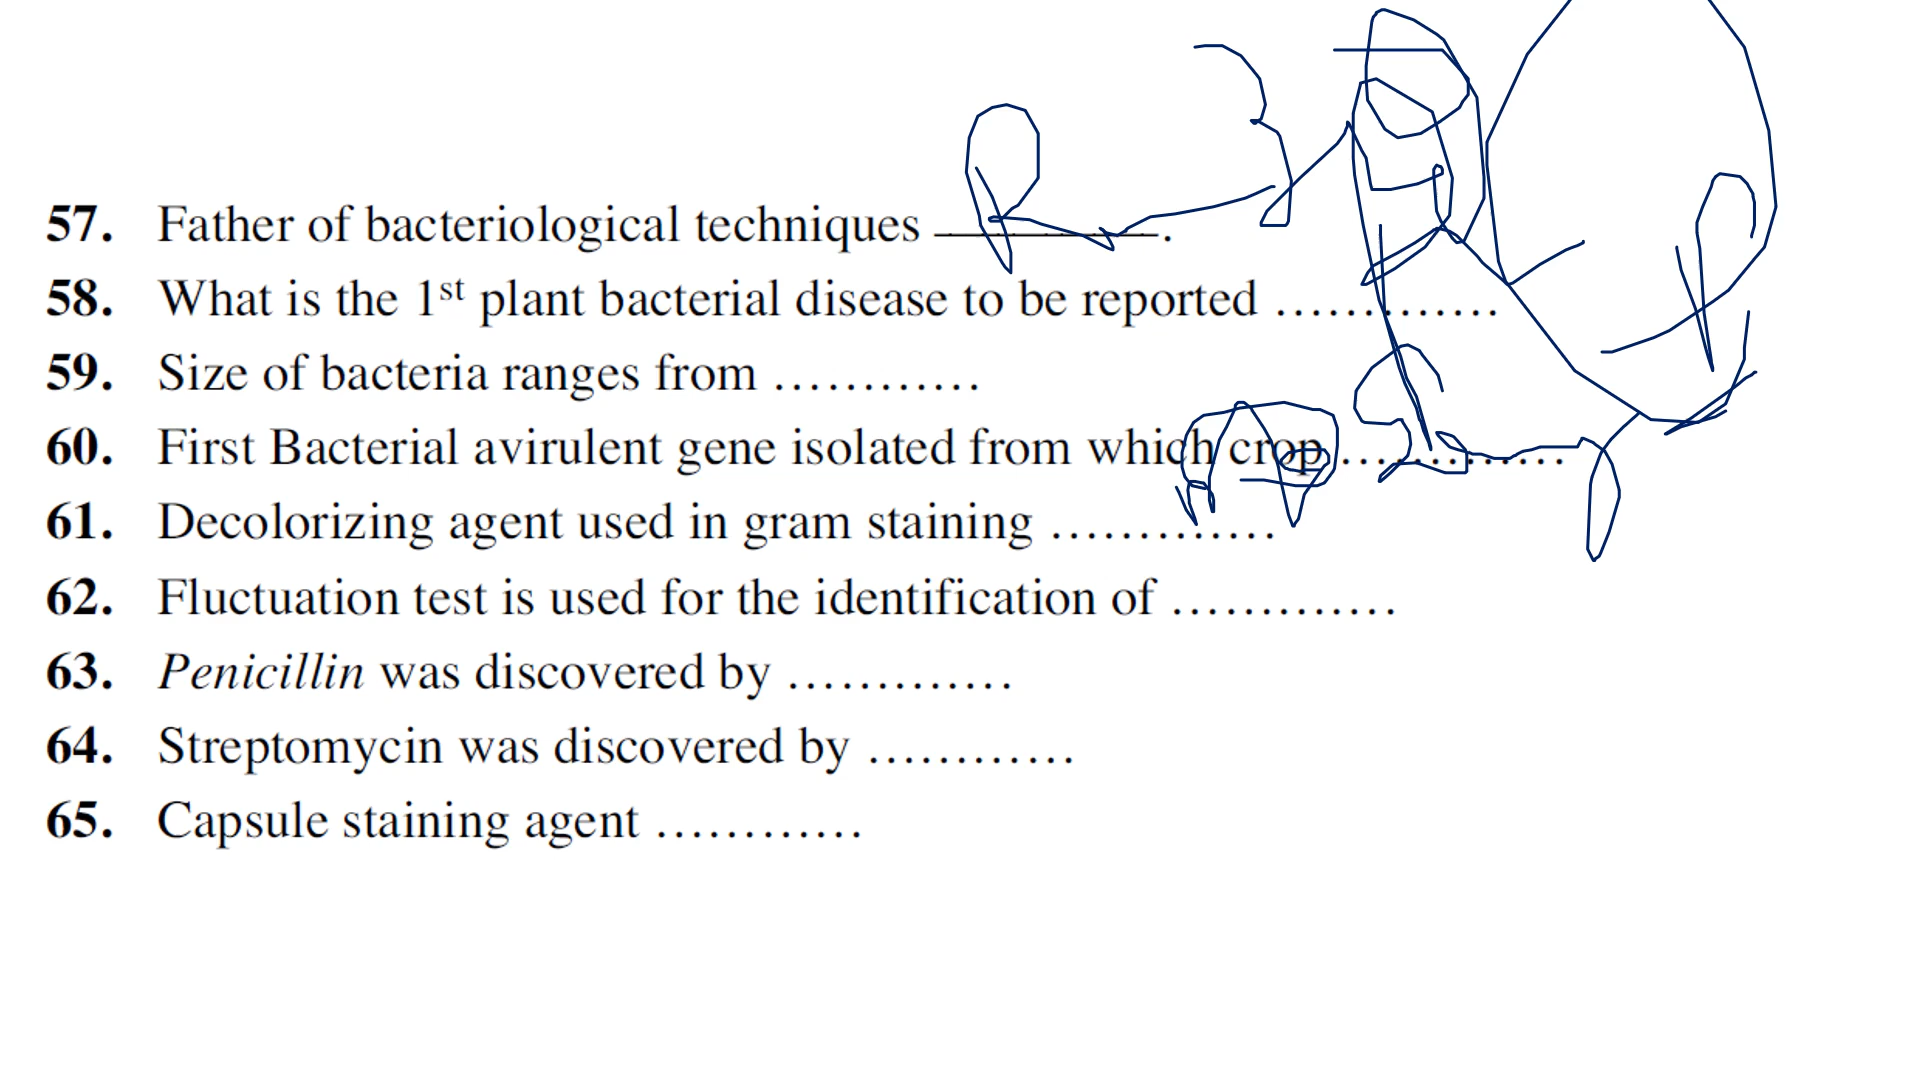 57. Father of bacteriological techniques __________.
58. What is the 1st plant bacterial disease to be reported .............
59. Size of bacteria ranges from ............
60. First Bacterial avirulent gene isolated from which crop .............
61. Decolorizing agent used in gram staining .............
62. Fluctuation test is used for the identification of .............
63. Penicillin was discovered by .............
64. Streptomycin was discovered by ............
65. Capsule staining agent ............